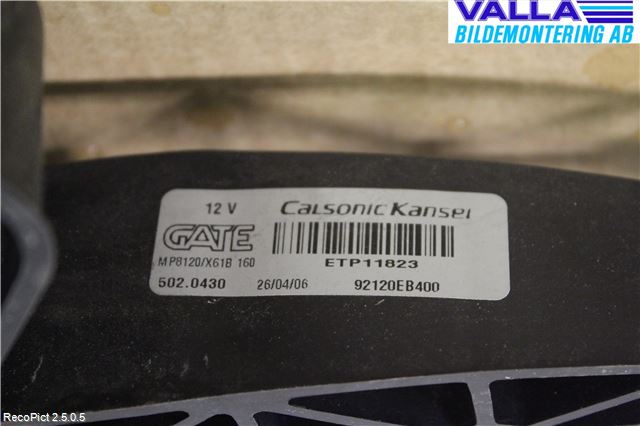 VALLA
BILDEMONTERING AB
12 V Calsonic Kansei
GATE
MP8120/X61B 160 ETP11823
502.0430 26/04/06 92120EB400
RecoPict 2.5.0.5